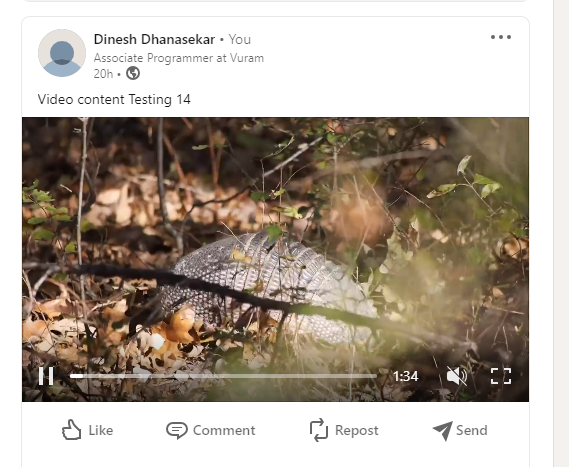 Dinesh Dhanasekar • You
Associate Programmer at Vuram
20h •
Video content Testing 14
1:34
Like Comment Repost Send